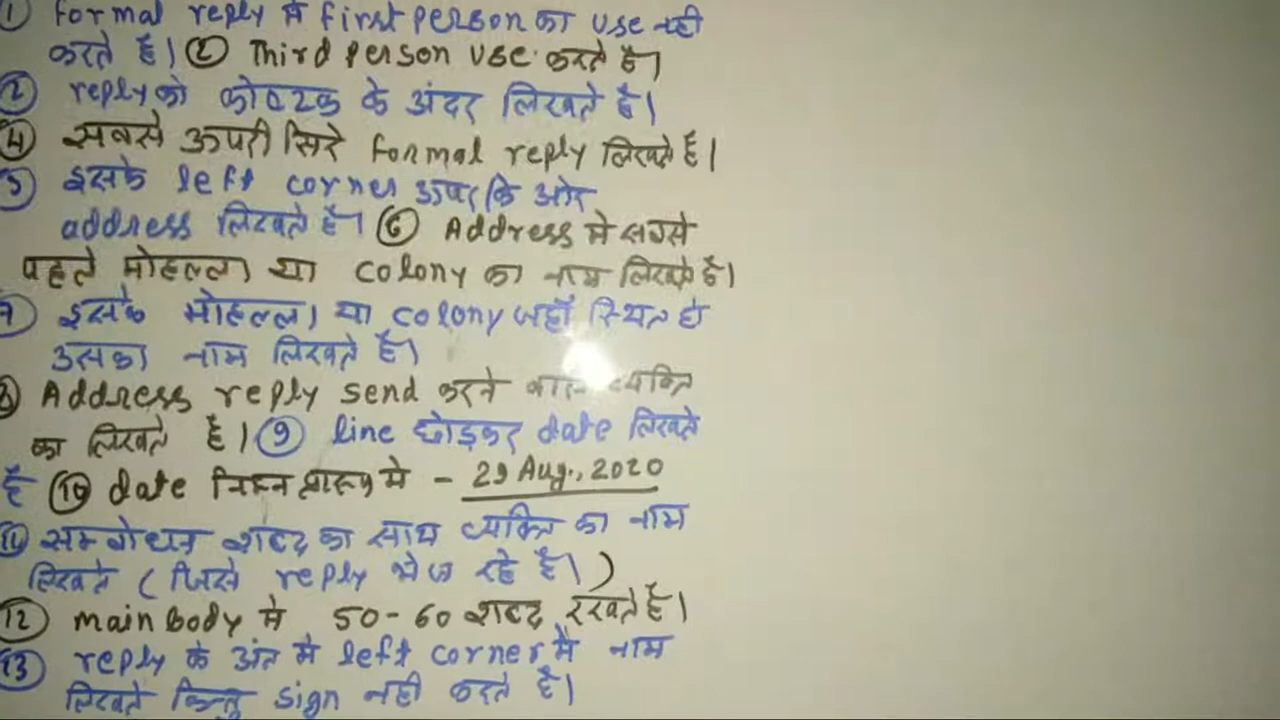 ① Formal reply मे first person का use नही
करते है। ② Third person use करते है।
② reply को कोष्टक के अंदर लिखते है।
④ सबसे ऊपरी सिरे formal reply लिखते है।
⑤ इसके left corner ऊपर कि ओर
address लिखते है। ⑥ Address मे सबसे
पहले मोहल्ला या colony का नाम लिखते है।
⑦ इसके मोहल्ला या colony जहाँ स्थित हो
उसका नाम लिखते है।
⑧ Address reply send करने वाले व्यक्ति
का लिखते है। ⑨ line छोड़कर date लिखते
है ⑩ date निम्न प्रारूप मे - 29 Aug., 2020
⑪ सम्बोधन शब्द का साथ व्यक्ति का नाम
लिखते (जिसे reply भेज रहे है।)
⑫ main body मे 50-60 शब्द रखते है।
⑬ reply के अंत मे left corner मे नाम
लिखते किन्तु sign नही करते है।